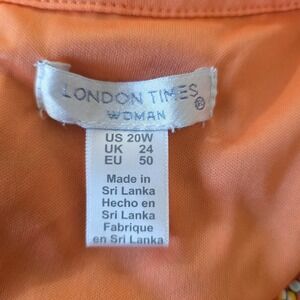 LONDON TIMES®
WOMAN
US 20W
UK 24
EU 50
Made in
Sri Lanka
Hecho en
Sri Lanka
Fabrique
en Sri Lanka